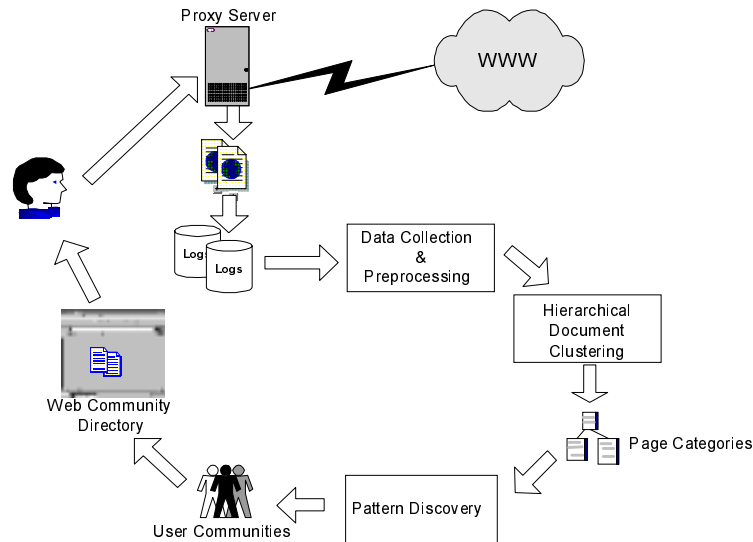 Proxy Server
WWW
Logs
Logs
Data Collection
&
Preprocessing
Hierarchical
Document
Clustering
Page Categories
Pattern Discovery
User Communities
Web Community
Directory